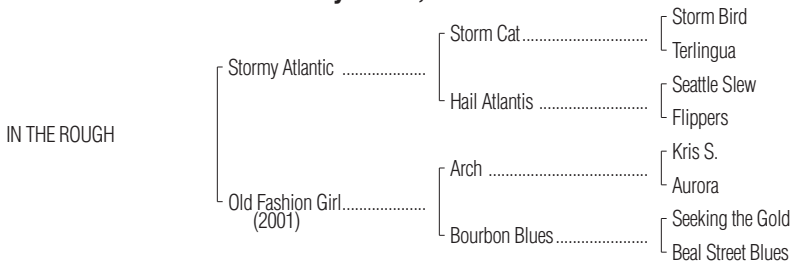 Storm Bird
Storm Cat..............................
Terlingua
Stormy Atlantic ....................
Seattle Slew
Hail Atlantis ..........................
Flippers
IN THE ROUGH
Kris S.
Arch ......................................
Aurora
Old Fashion Girl....................
(2001)
Seeking the Gold
Bourbon Blues......................
Beal Street Blues